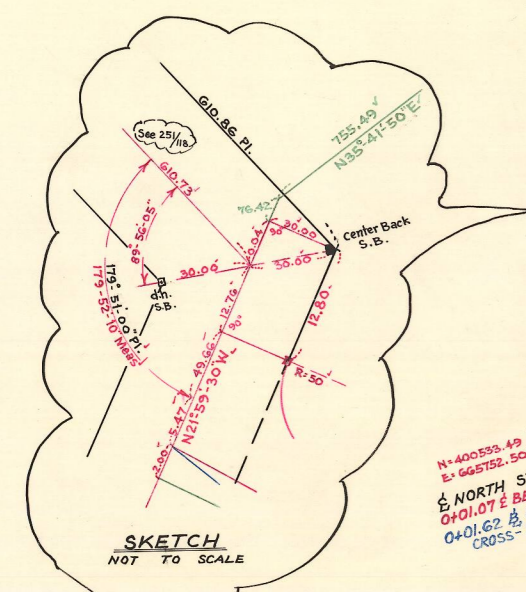 610.86 Pl.
755.49
N35°-41'-50"E
See 251/118
610.73
76.42
89°-56'-05"
30.00
90°
Center Back
S.B.
30.00
30.00
d.h.
S.B.
179°-51'-00" Pl.
179°-52'-10" Meas.
12.76
90°
12.80
49.66
N21°-59'-30"W
R=50
5.47
2.00
N=400533.49
E=665752.50
NORTH S
0+01.07 ℄ BE
0+01.62
CROSS-
SKETCH
NOT TO SCALE